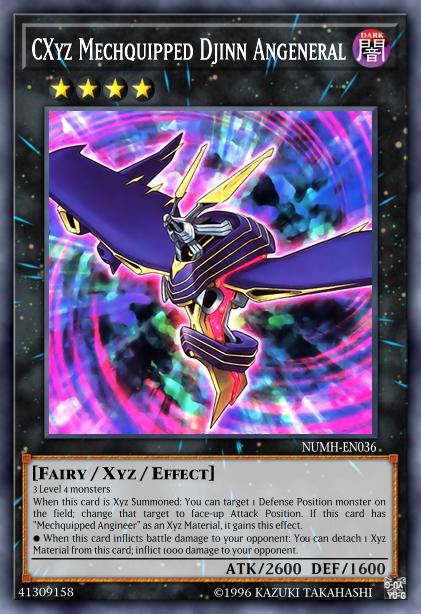 CXyz Mechquipped Djinn Angeneral
DARK
闇
NUMH-EN036
[Fairy / Xyz / Effect]
3 Level 4 monsters
When this card is Xyz Summoned: You can target 1 Defense Position monster on
the field; change that target to face-up Attack Position. If this card has
"Mechquipped Angineer" as an Xyz Material, it gains this effect.
● When this card inflicts battle damage to your opponent: You can detach 1 Xyz
Material from this card; inflict 1000 damage to your opponent.
ATK/2600 DEF/1600
41309158
©1996 KAZUKI TAKAHASHI